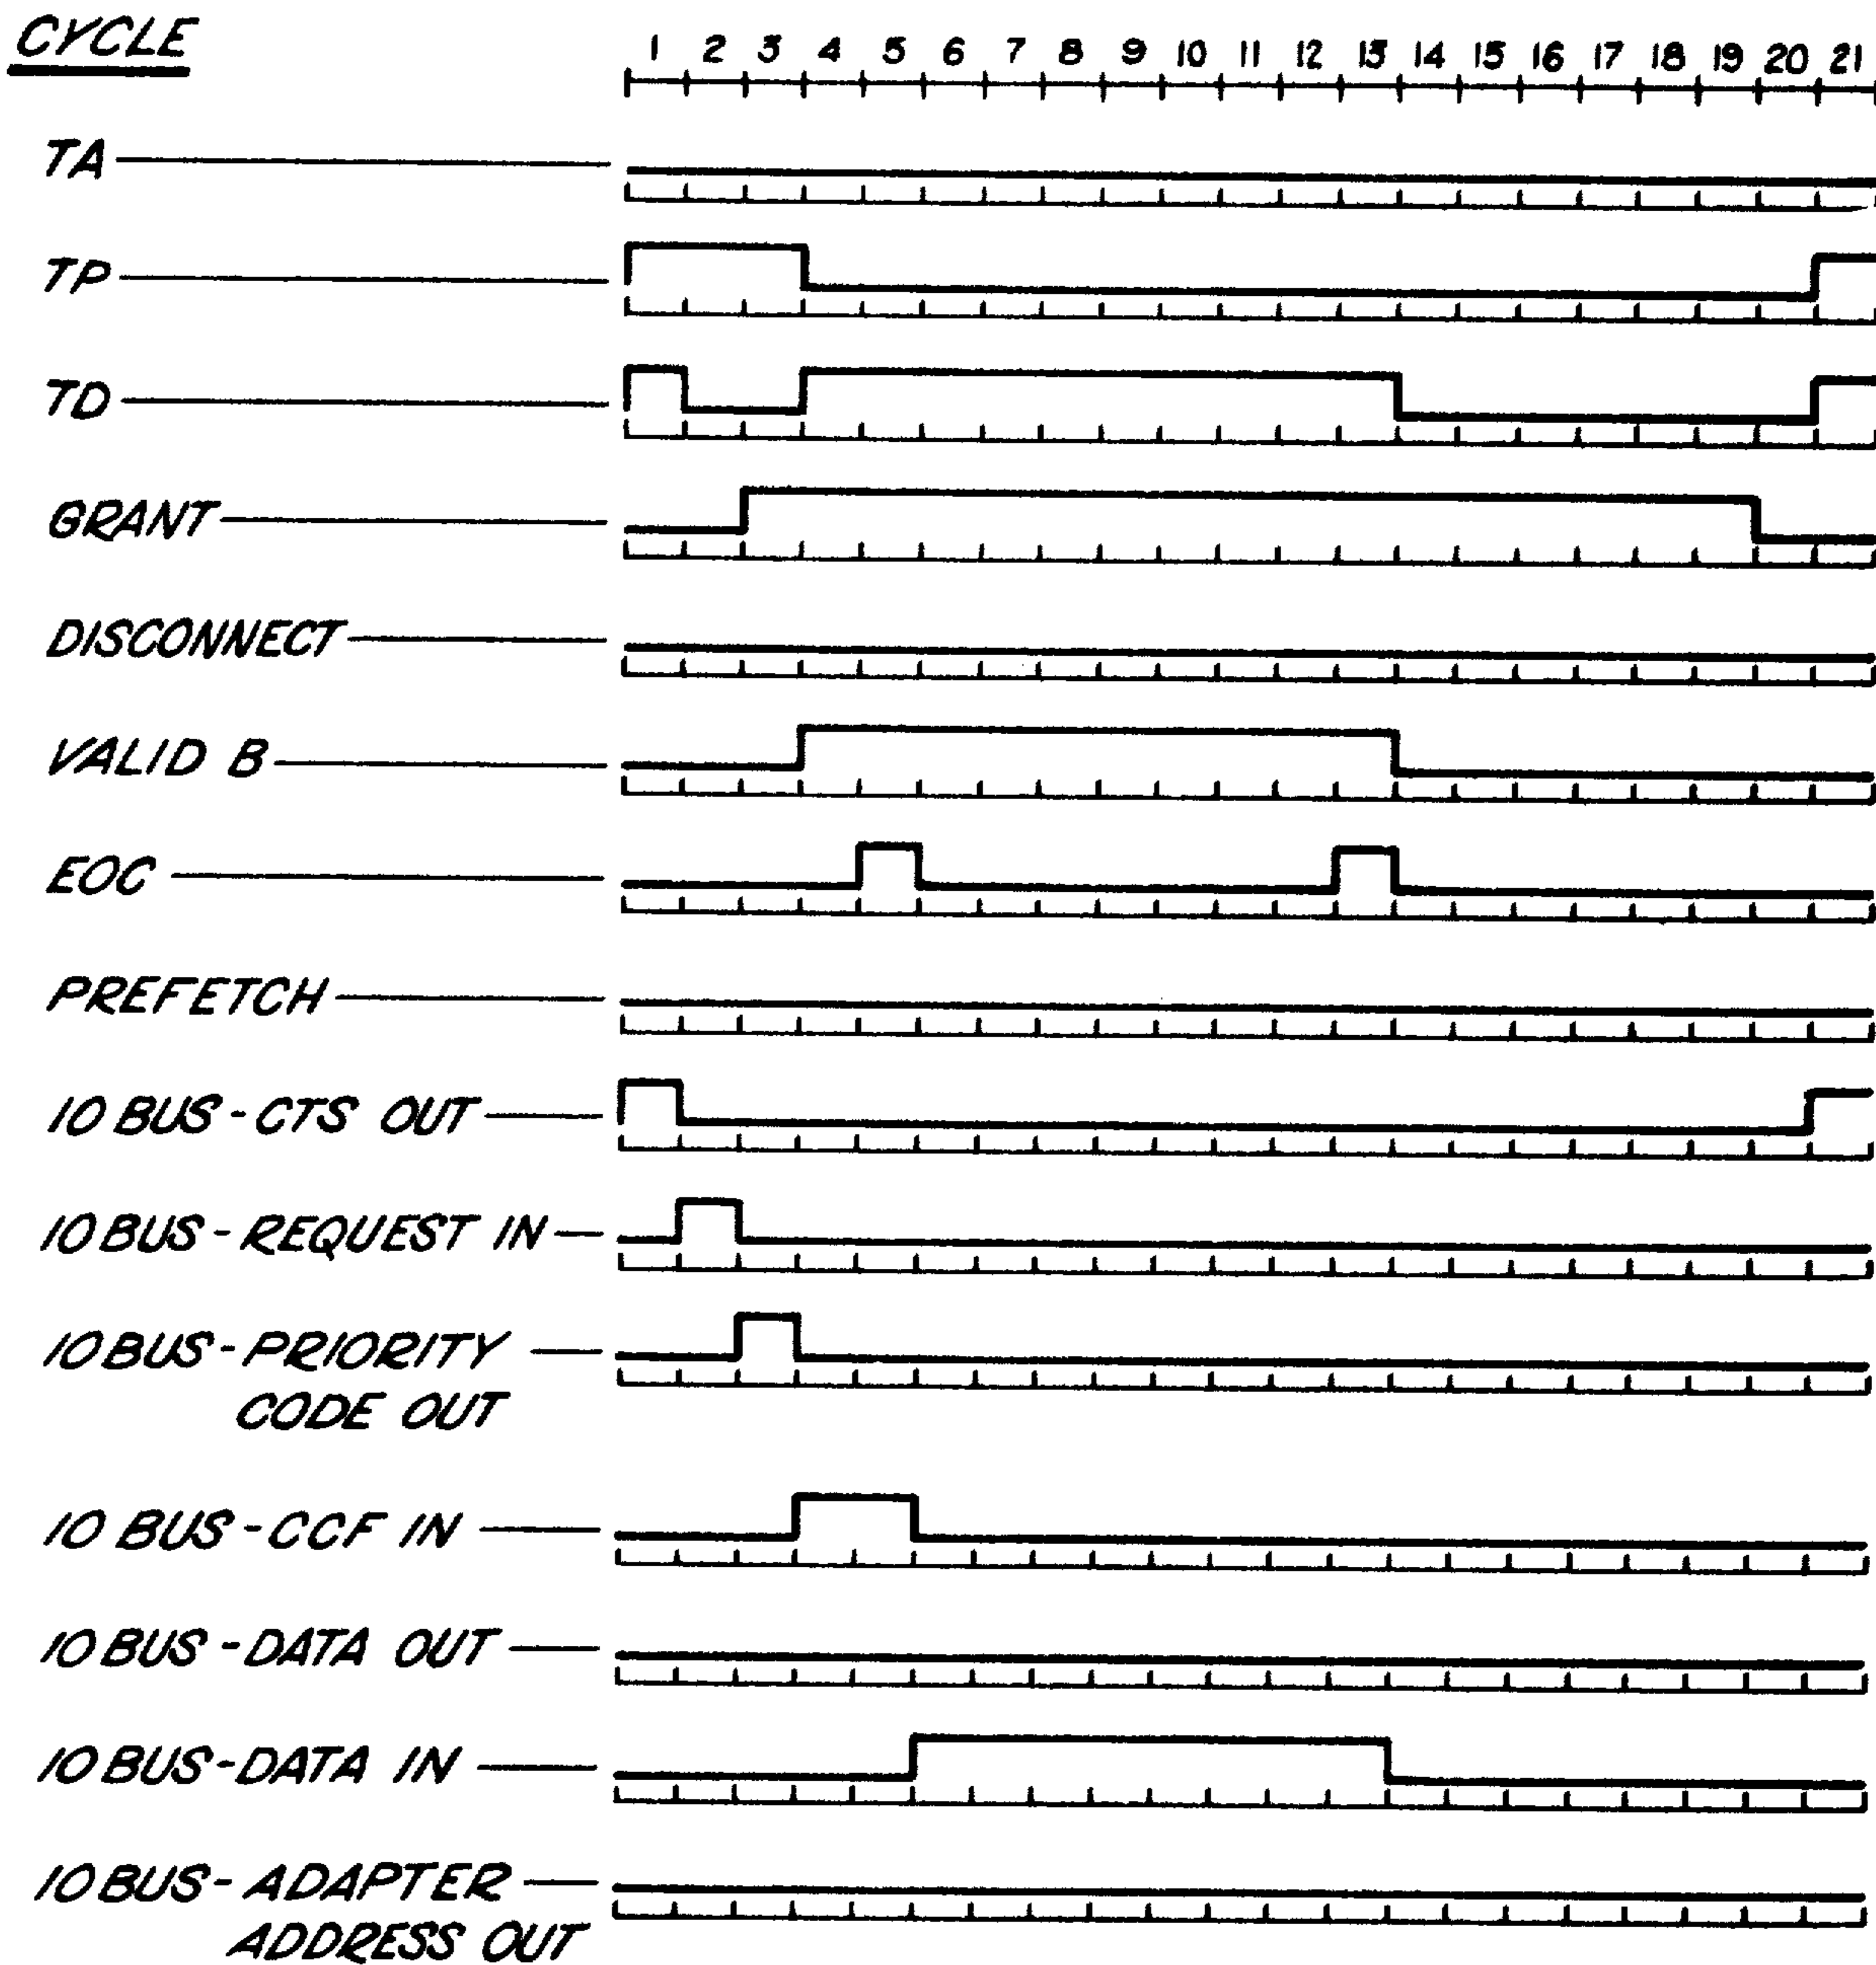 CYCLE
1 2 3 4 5 6 7 8 9 10 11 12 13 14 15 16 17 18 19 20 21
TA
TP
TD
GRANT
DISCONNECT
VALID B
EOC
PREFETCH
IO BUS-CTS OUT
IO BUS-REQUEST IN
IO BUS-PRIORITY
CODE OUT
IO BUS-CCF IN
IO BUS-DATA OUT
IO BUS-DATA IN
IO BUS-ADAPTER
ADDRESS OUT